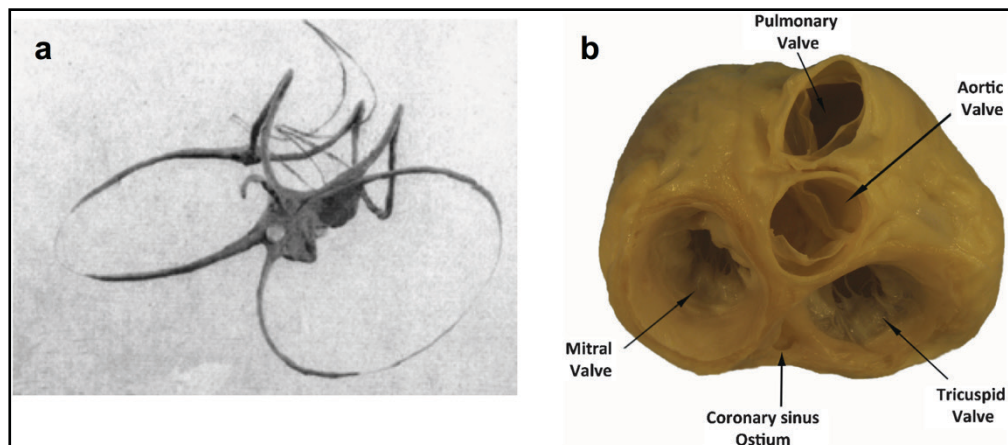 a
b
Pulmonary
Valve
Aortic
Valve
Mitral
Valve
Coronary sinus
Ostium
Tricuspid
Valve